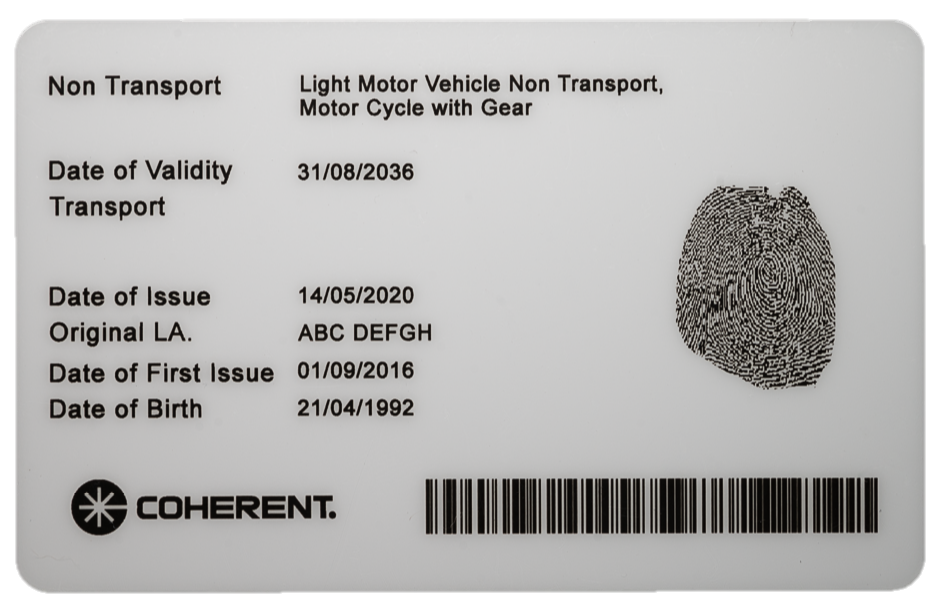 Non Transport Light Motor Vehicle Non Transport,
Motor Cycle with Gear
Date of Validity 31/08/2036
Transport
Date of Issue 14/05/2020
Original LA. ABC DEFGH
Date of First Issue 01/09/2016
Date of Birth 21/04/1992
COHERENT.